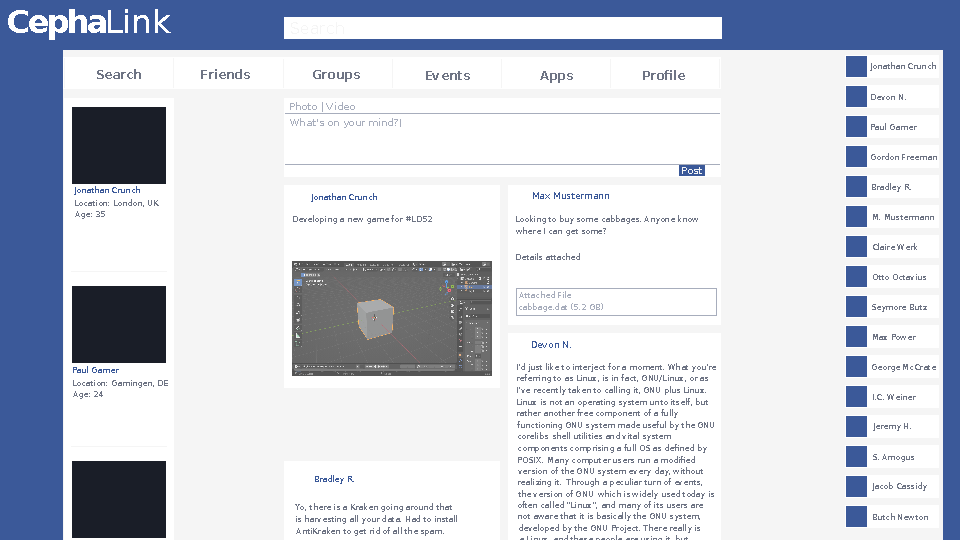 CephaLink
Search
Search
Friends
Groups
Events
Apps
Profile
Jonathan Crunch
Location: London, UK
Age: 35
Paul Gamer
Location: Gamingen, DE
Age: 24
Photo | Video
What's on your mind?|
Post
Jonathan Crunch
Developing a new game for #LD52
Bradley R.
Yo, there is a Kraken going around that
is harvesting all your data. Had to install
AntiKraken to get rid of all the spam.
Max Mustermann
Looking to buy some cabbages. Anyone know
where I can get some?
Details attached
Attached File
cabbage.dat (5.2 GB)
Devon N.
I'd just like to interject for a moment. What you're
referring to as Linux, is in fact, GNU/Linux, or as
I've recently taken to calling it, GNU plus Linux.
Linux is not an operating system unto itself, but
rather another free component of a fully
functioning GNU system made useful by the GNU
corelibs shell utilities and vital system
components comprising a full OS as defined by
POSIX. Many computer users run a modified
version of the GNU system every day, without
realizing it. Through a peculiar turn of events,
the version of GNU which is widely used today is
often called "Linux", and many of its users are
not aware that it is basically the GNU system,
developed by the GNU Project. There really is
a Linux, and these people are using it, but
Jonathan Crunch
Devon N.
Paul Gamer
Gordon Freeman
Bradley R.
M. Mustermann
Claire Werk
Otto Octavius
Seymore Butz
Max Power
George McCrate
I.C. Weiner
Jeremy H.
S. Amogus
Jacob Cassidy
Butch Newton